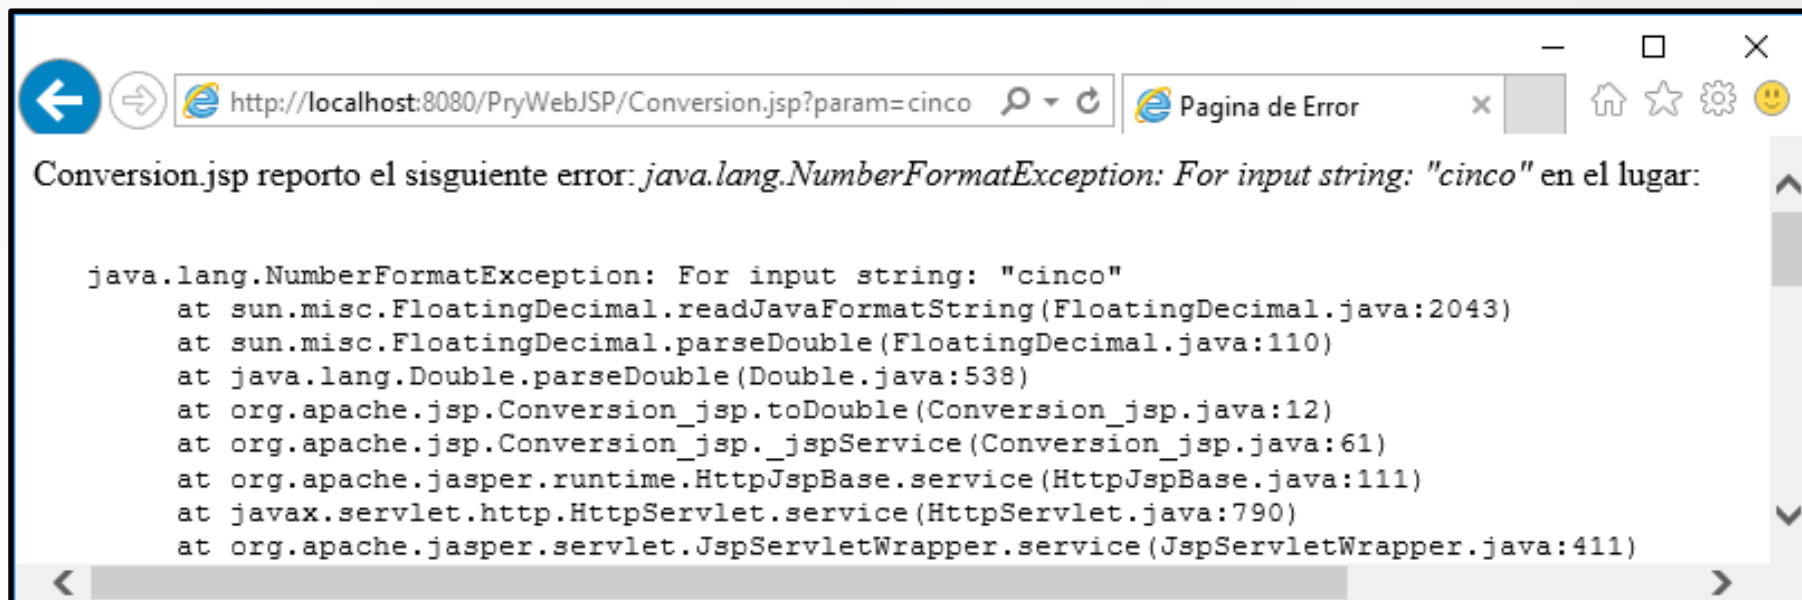 http://localhost:8080/PryWebJSP/Conversion.jsp?param=cinco
Pagina de Error
Conversion.jsp reporto el sisguiente error: java.lang.NumberFormatException: For input string: "cinco" en el lugar:
java.lang.NumberFormatException: For input string: "cinco"
at sun.misc.FloatingDecimal.readJavaFormatString(FloatingDecimal.java:2043)
at sun.misc.FloatingDecimal.parseDouble(FloatingDecimal.java:110)
at java.lang.Double.parseDouble(Double.java:538)
at org.apache.jsp.Conversion_jsp.toDouble(Conversion_jsp.java:12)
at org.apache.jsp.Conversion_jsp._jspService(Conversion_jsp.java:61)
at org.apache.jasper.runtime.HttpJspBase.service(HttpJspBase.java:111)
at javax.servlet.http.HttpServlet.service(HttpServlet.java:790)
at org.apache.jasper.servlet.JspServletWrapper.service(JspServletWrapper.java:411)